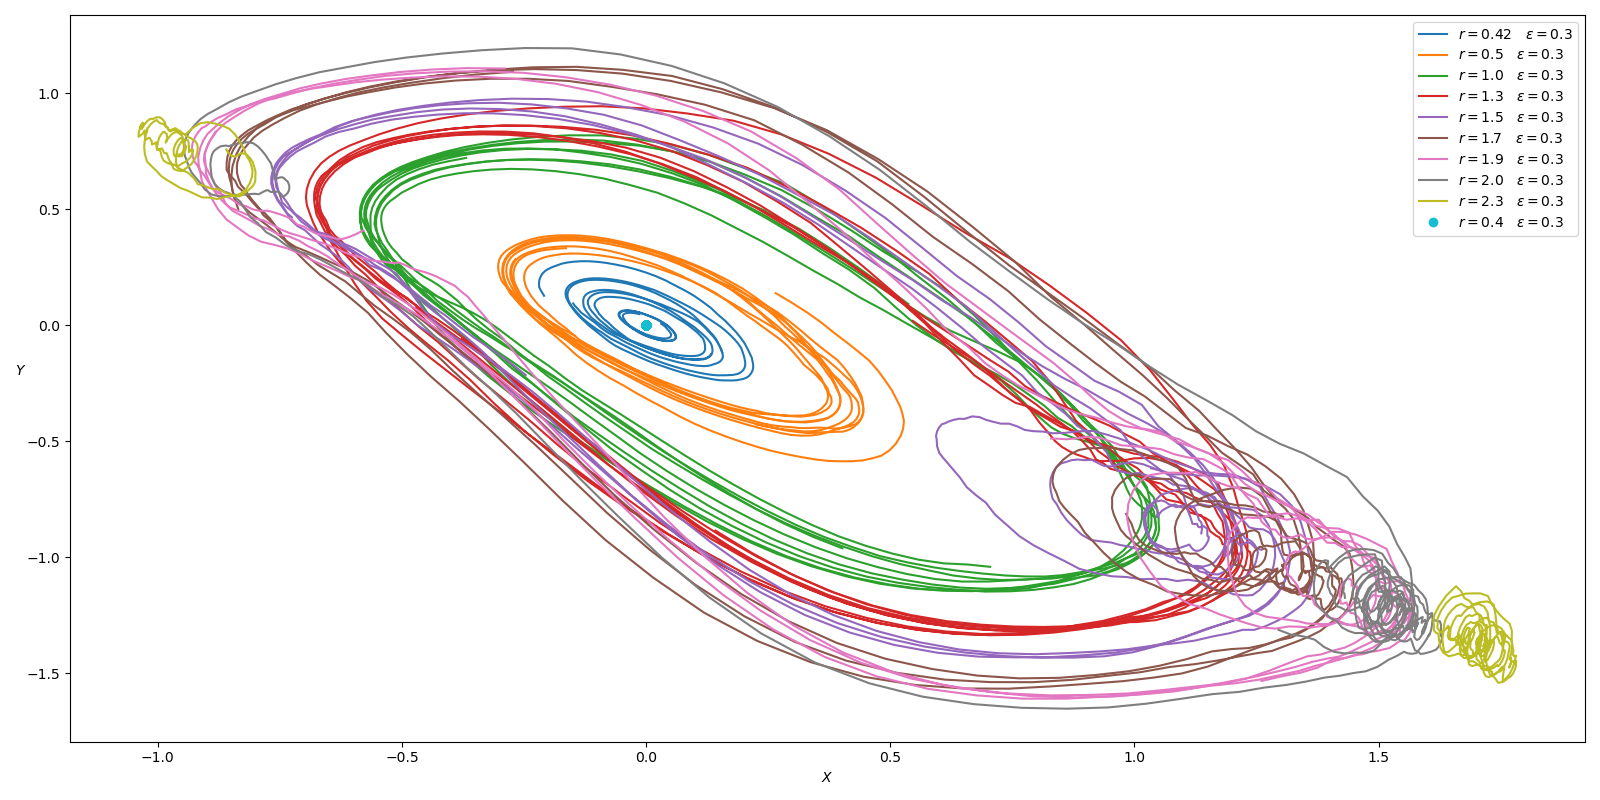 r = 0.42 ε = 0.3
r = 0.5 ε = 0.3
r = 1.0 ε = 0.3
r = 1.3 ε = 0.3
r = 1.5 ε = 0.3
r = 1.7 ε = 0.3
r = 1.9 ε = 0.3
r = 2.0 ε = 0.3
r = 2.3 ε = 0.3
r = 0.4 ε = 0.3
1.0
0.5
0.0
−0.5
−1.0
−1.5
Y
−1.0 −0.5 0.0 0.5 1.0 1.5
X